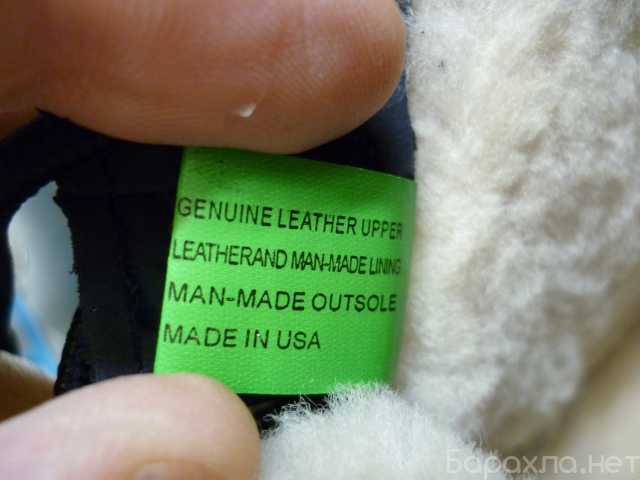 GENUINE LEATHER UPPER
LEATHERAND MAN-MADE LINING
MAN-MADE OUTSOLE
MADE IN USA
Барахла.нет